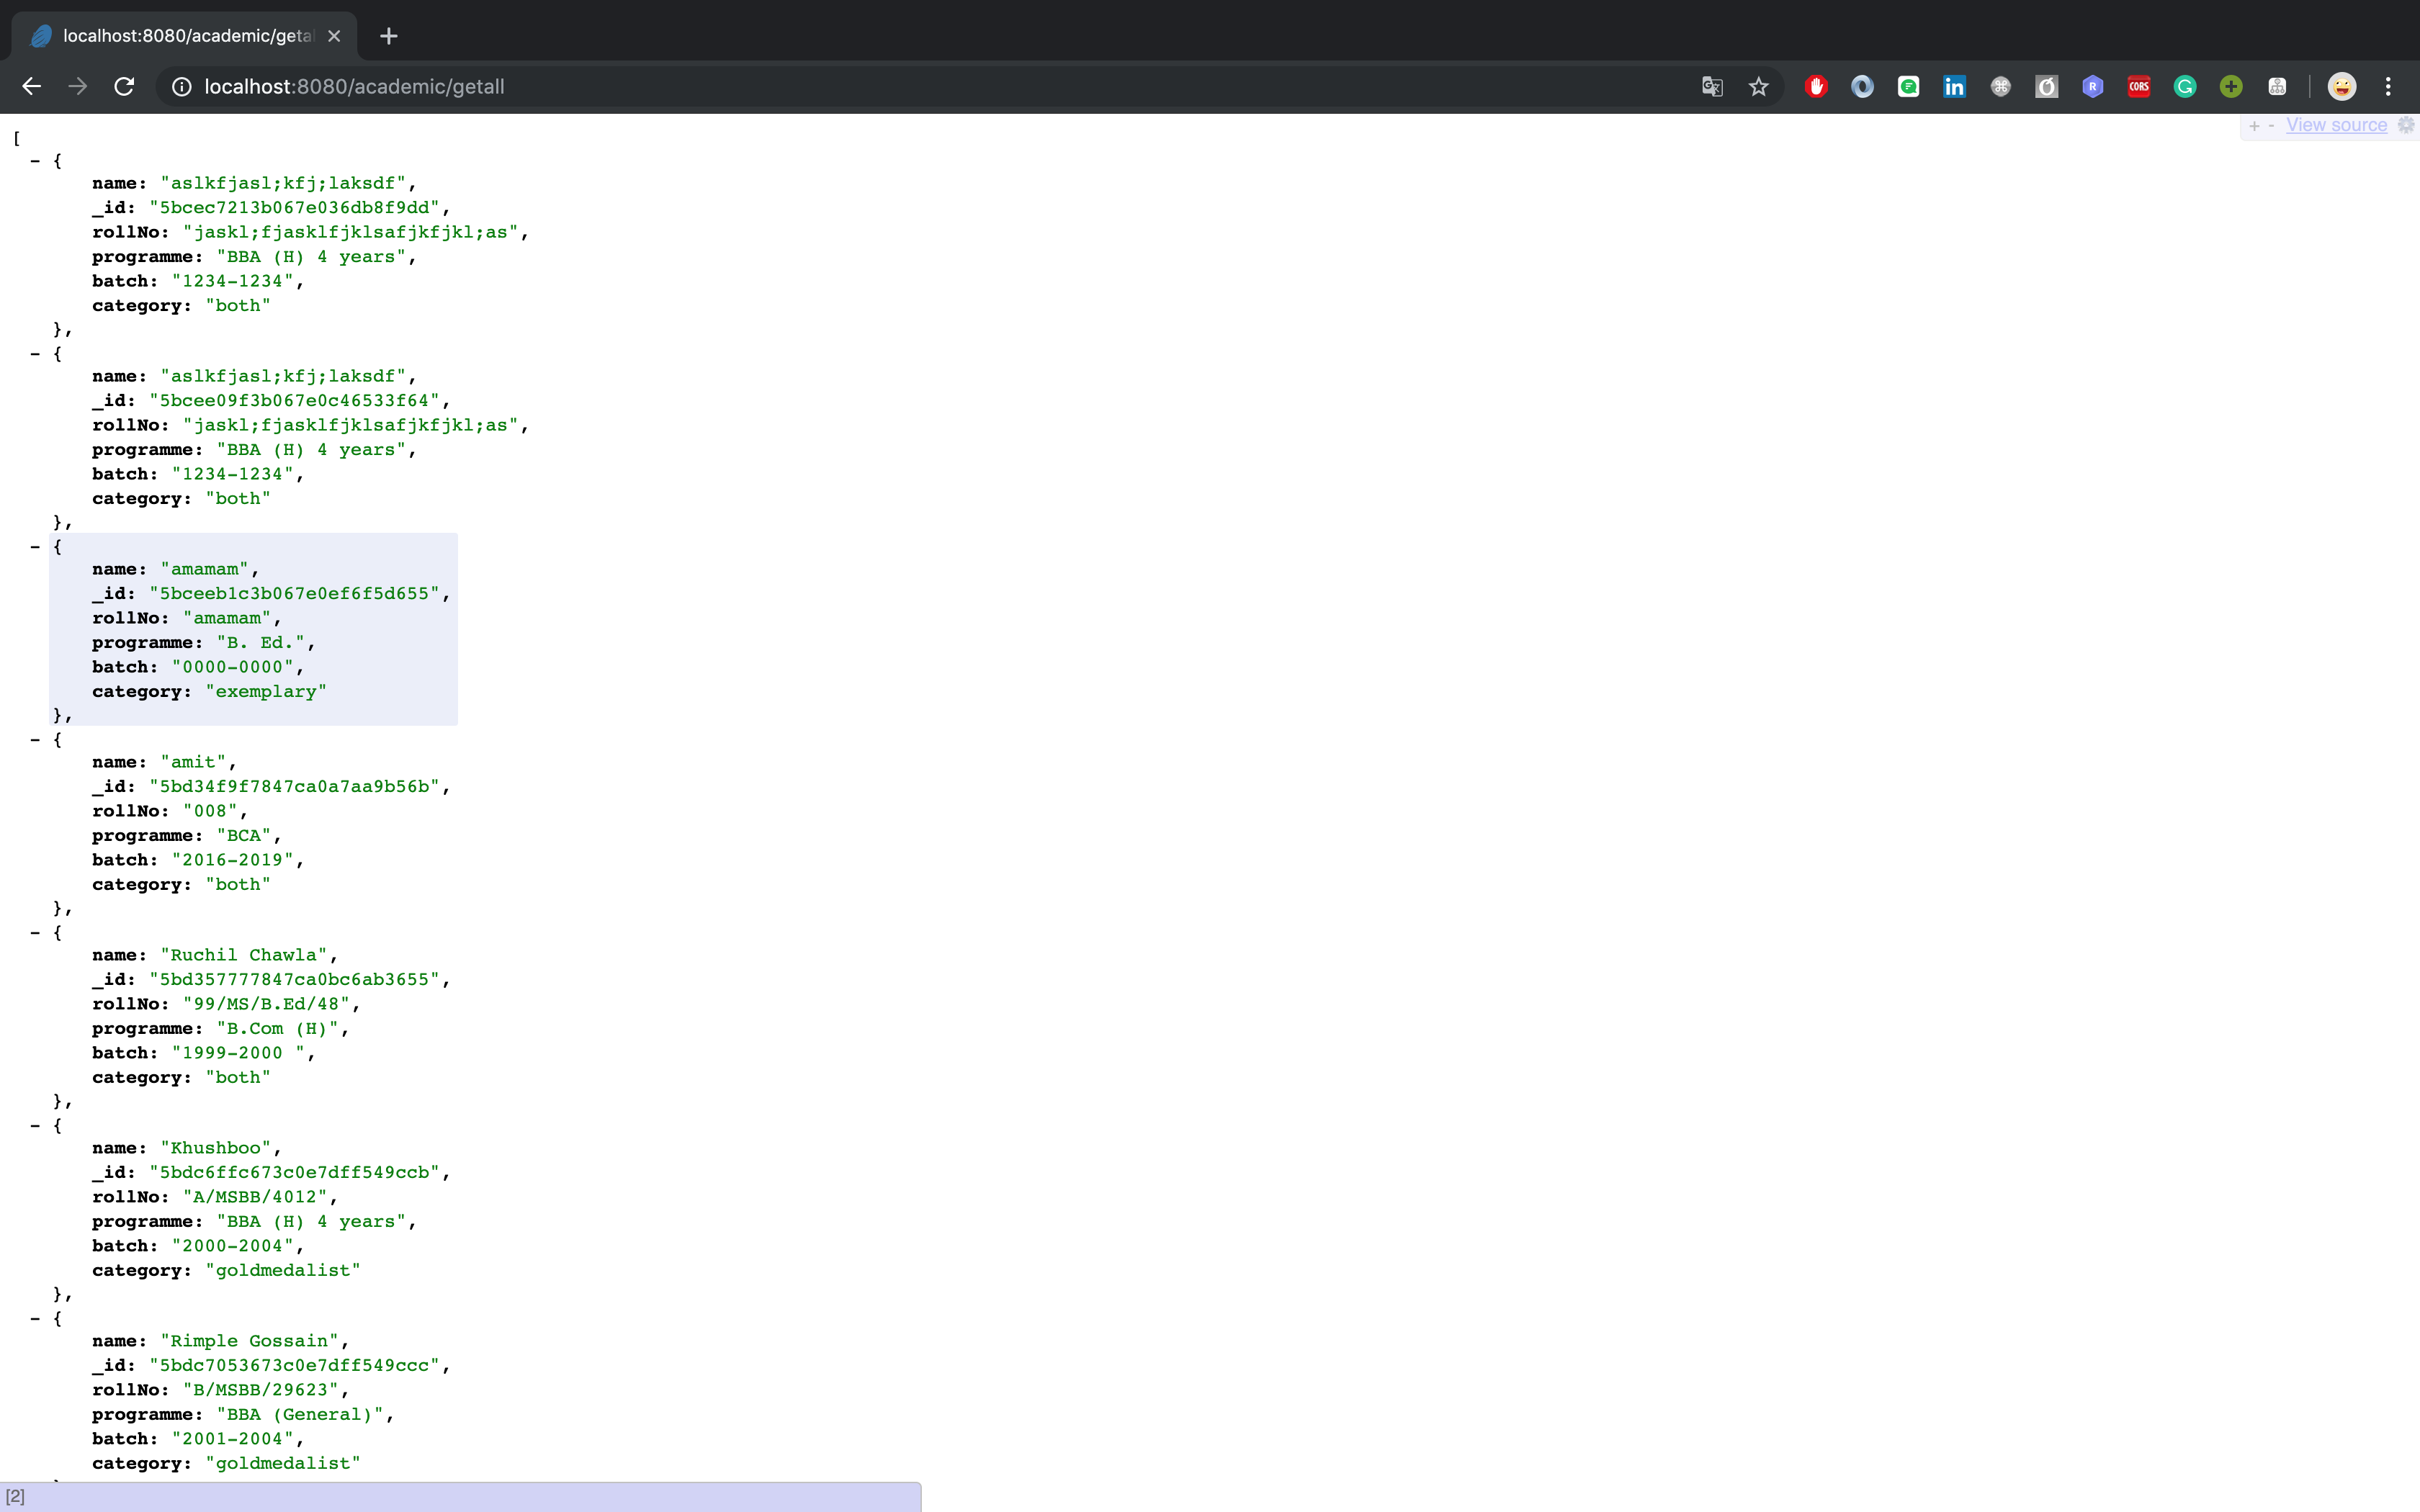 localhost:8080/academic/geta
localhost:8080/academic/getall
CORS
+ - View source
[
- {
name: "aslkfjasl;kfj;laksdf",
_id: "5bcec7213b067e036db8f9dd",
rollNo: "jaskl;fjasklfjklsafjkfjkl;as",
programme: "BBA (H) 4 years",
batch: "1234-1234",
category: "both"
},
- {
name: "aslkfjasl;kfj;laksdf",
_id: "5bcee09f3b067e0c46533f64",
rollNo: "jaskl;fjasklfjklsafjkfjkl;as",
programme: "BBA (H) 4 years",
batch: "1234-1234",
category: "both"
},
- {
name: "amamam",
_id: "5bceeb1c3b067e0ef6f5d655",
rollNo: "amamam",
programme: "B. Ed.",
batch: "0000-0000",
category: "exemplary"
},
- {
name: "amit",
_id: "5bd34f9f7847ca0a7aa9b56b",
rollNo: "008",
programme: "BCA",
batch: "2016-2019",
category: "both"
},
- {
name: "Ruchil Chawla",
_id: "5bd357777847ca0bc6ab3655",
rollNo: "99/MS/B.Ed/48",
programme: "B.Com (H)",
batch: "1999-2000 ",
category: "both"
},
- {
name: "Khushboo",
_id: "5bdc6ffc673c0e7dff549ccb",
rollNo: "A/MSBB/4012",
programme: "BBA (H) 4 years",
batch: "2000-2004",
category: "goldmedalist"
},
- {
name: "Rimple Gossain",
_id: "5bdc7053673c0e7dff549ccc",
rollNo: "B/MSBB/29623",
programme: "BBA (General)",
batch: "2001-2004",
category: "goldmedalist"
[2]